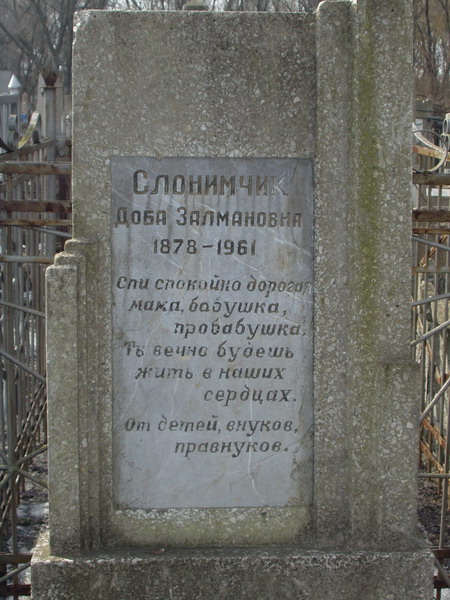 Слонимчик
Доба Залмановна
1878-1961
Спи спокойно дорогая
мама, бабушка,
пробабушка.
Ты вечно будешь
жить в наших
сердцах.
От детей, внуков,
правнуков.